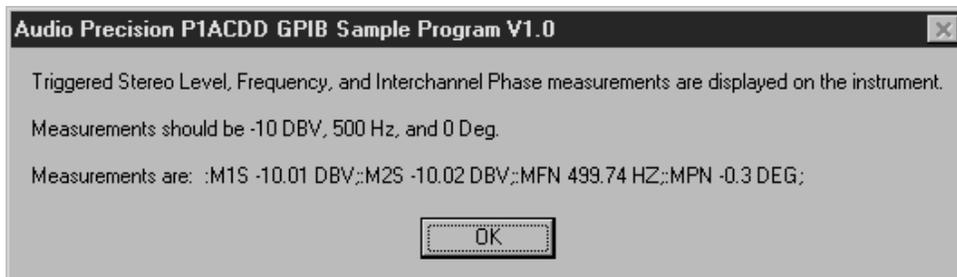 Audio Precision P1ACDD GPIB Sample Program V1.0
Triggered Stereo Level, Frequency, and Interchannel Phase measurements are displayed on the instrument.
Measurements should be -10 DBV, 500 Hz, and 0 Deg.
Measurements are:  :M1S -10.01 DBV;:M2S -10.02 DBV;:MFN 499.74 HZ;:MPN -0.3 DEG;
OK